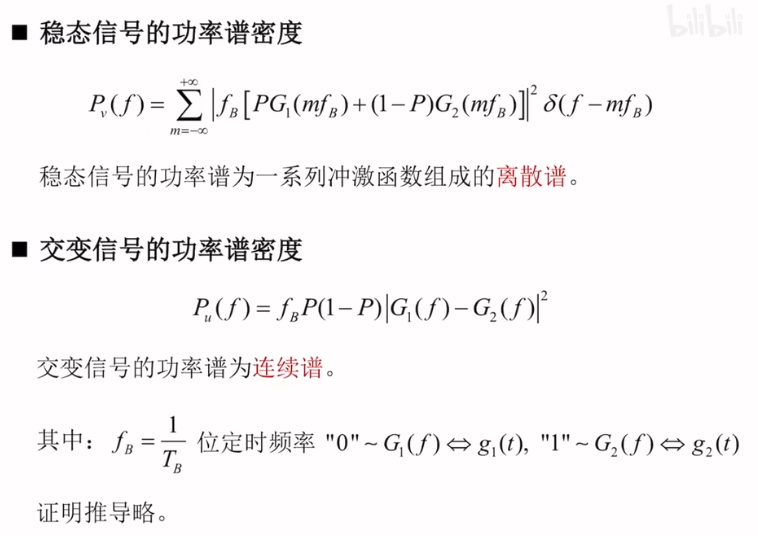 bilibili
■ 稳态信号的功率谱密度
$P_v(f)=\sum_{m=-\infty}^{+\infty}\left|f_B\left[PG_1(mf_B)+(1-P)G_2(mf_B)\right]\right|^2\delta(f-mf_B)$
稳态信号的功率谱为一系列冲激函数组成的离散谱。
■ 交变信号的功率谱密度
$P_u(f)=f_BP(1-P)\left|G_1(f)-G_2(f)\right|^2$
交变信号的功率谱为连续谱。
其中：$f_B=\frac{1}{T_B}$ 位定时频率 "0"~$G_1(f)\Leftrightarrow g_1(t)$, "1"~$G_2(f)\Leftrightarrow g_2(t)$
证明推导略。